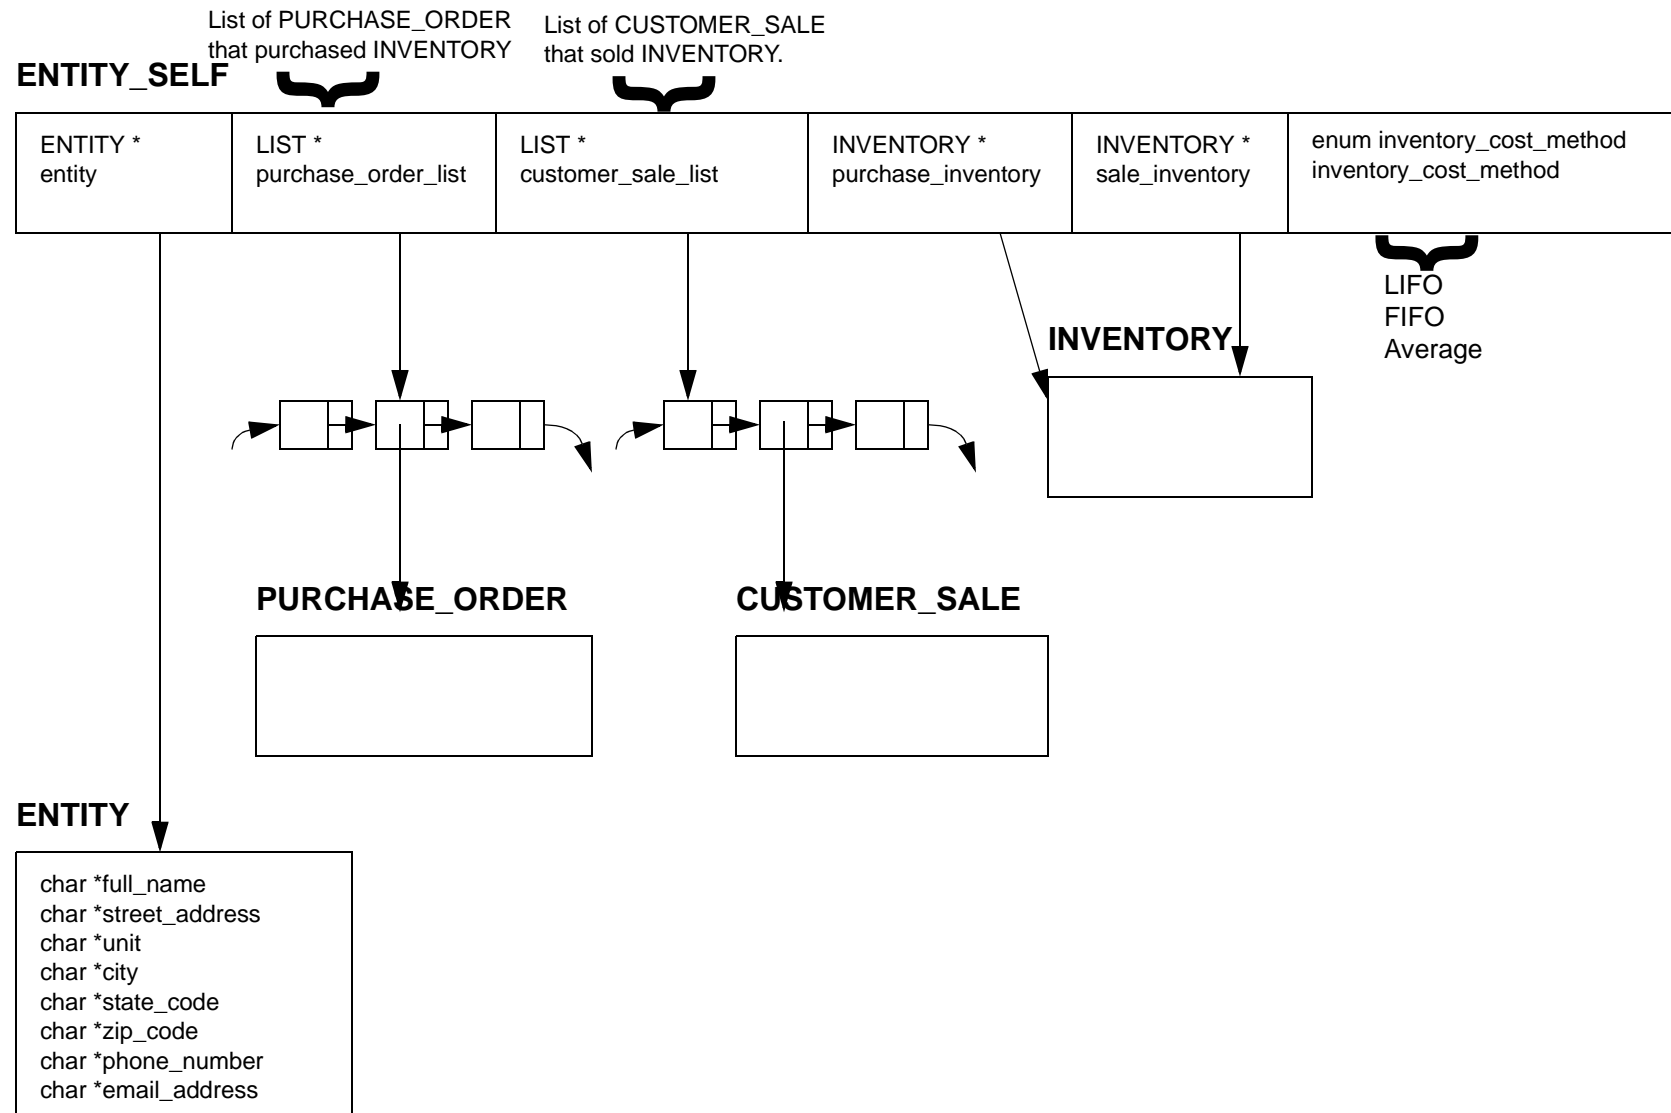 List of PURCHASE_ORDER
that purchased INVENTORY
List of CUSTOMER_SALE
that sold INVENTORY.
ENTITY_SELF
ENTITY *
entity
LIST *
purchase_order_list
LIST *
customer_sale_list
INVENTORY *
purchase_inventory
INVENTORY *
sale_inventory
enum inventory_cost_method
inventory_cost_method
LIFO
FIFO
Average
INVENTORY
PURCHASE_ORDER
CUSTOMER_SALE
ENTITY
char *full_name
char *street_address
char *unit
char *city
char *state_code
char *zip_code
char *phone_number
char *email_address